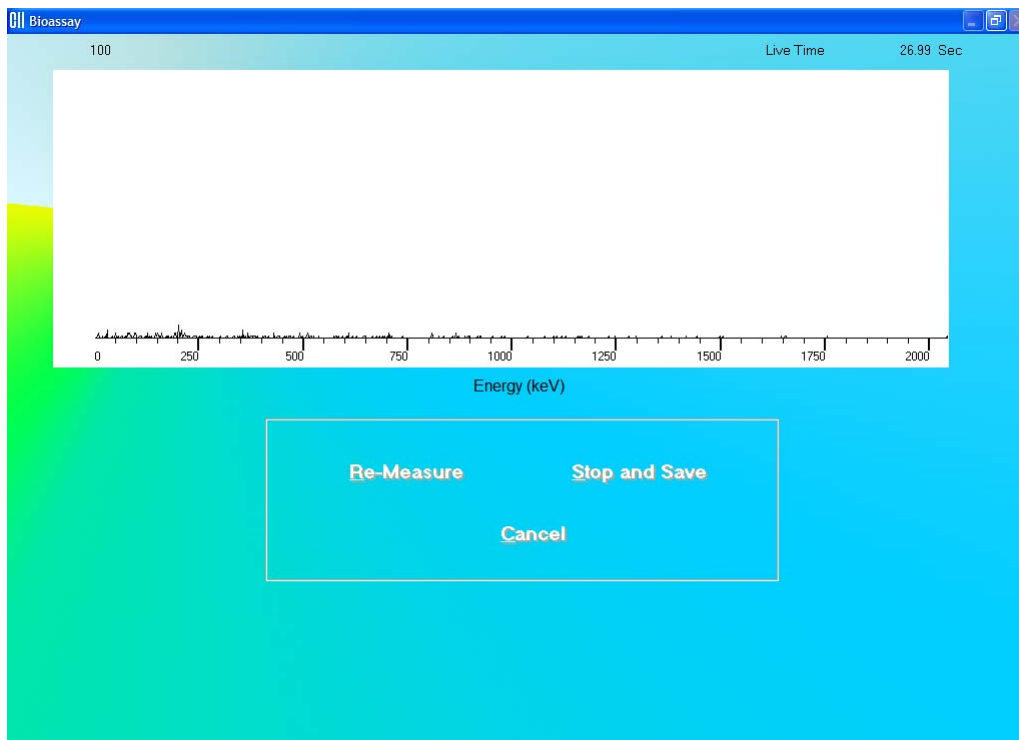 Bioassay
100 Live Time 26.99 Sec
0 250 500 750 1000 1250 1500 1750 2000
Energy (keV)
Re-Measure Stop and Save
Cancel